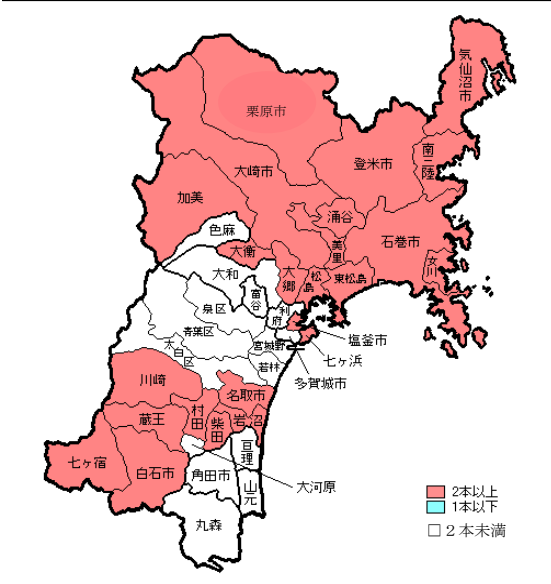 気仙沼市
栗原市
南三陸
登米市
大崎市
加美
涌谷
色麻
石巻市
美里
大衡
女川
大和
大郷
松島
東松島
富谷
利府
泉区
青葉区
宮城野
塩釜市
太白区
七ヶ浜
若林
多賀城市
川崎
名取市
村田
蔵王
柴田
岩沼
亘理
七ヶ宿
白石市
角田市
山元
大河原
丸森
2本以上
1本以下
2本未満